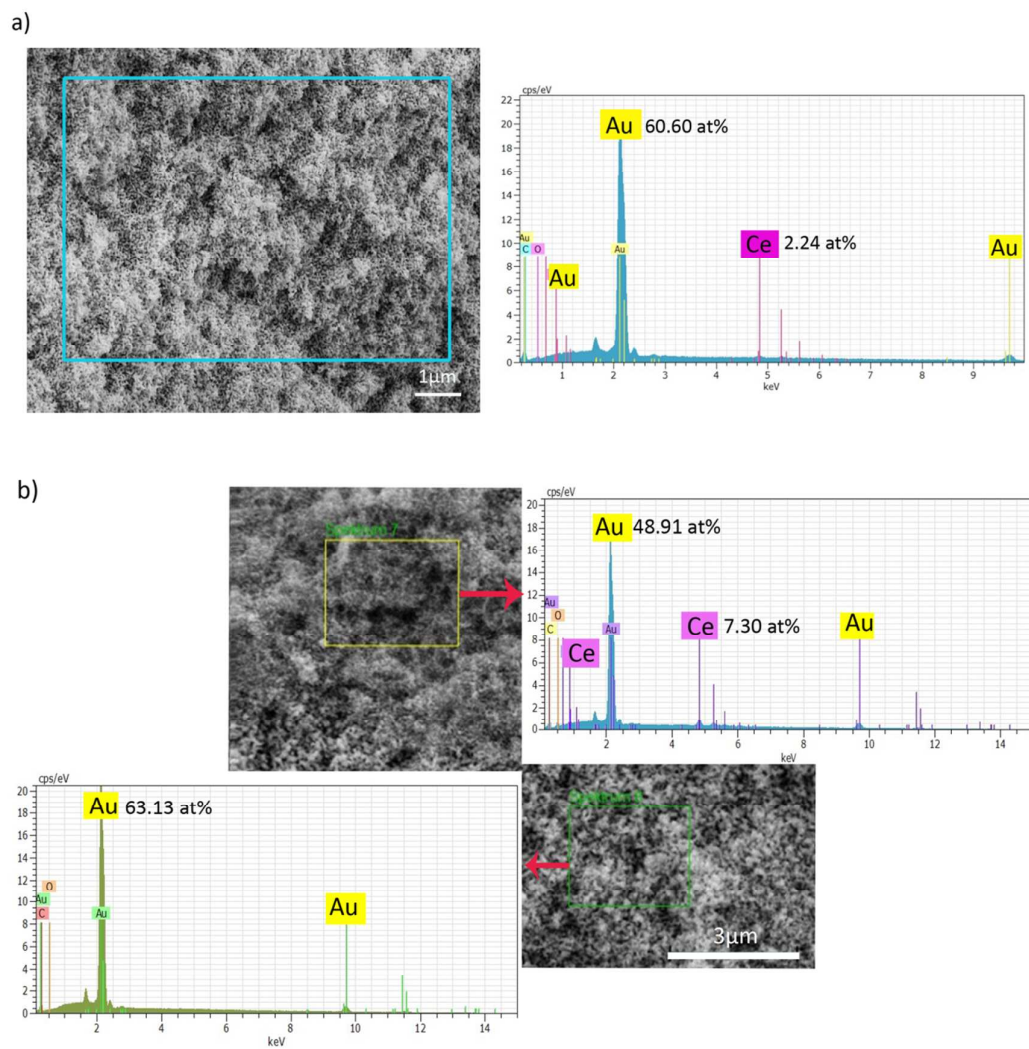 a)
cps/eV
22
20
18
16
14
12
10
8
6
4
2
0
Au 60.60 at%
Ce 2.24 at%
Au
Au
C O
Au
Au
1 2 3 4 5 6 7 8 9
keV
1µm
b)
cps/eV
20
18
16
14
12
10
8
6
4
2
0
Au 48.91 at%
Ce 7.30 at%
Au
Au
O
C
Au
Ce
2 4 6 8 10 12 14
keV
cps/eV
20
18
16
14
12
10
8
6
4
2
0
Au 63.13 at%
O
Au
C
Au
Au
2 4 6 8 10 12 14
keV
3µm